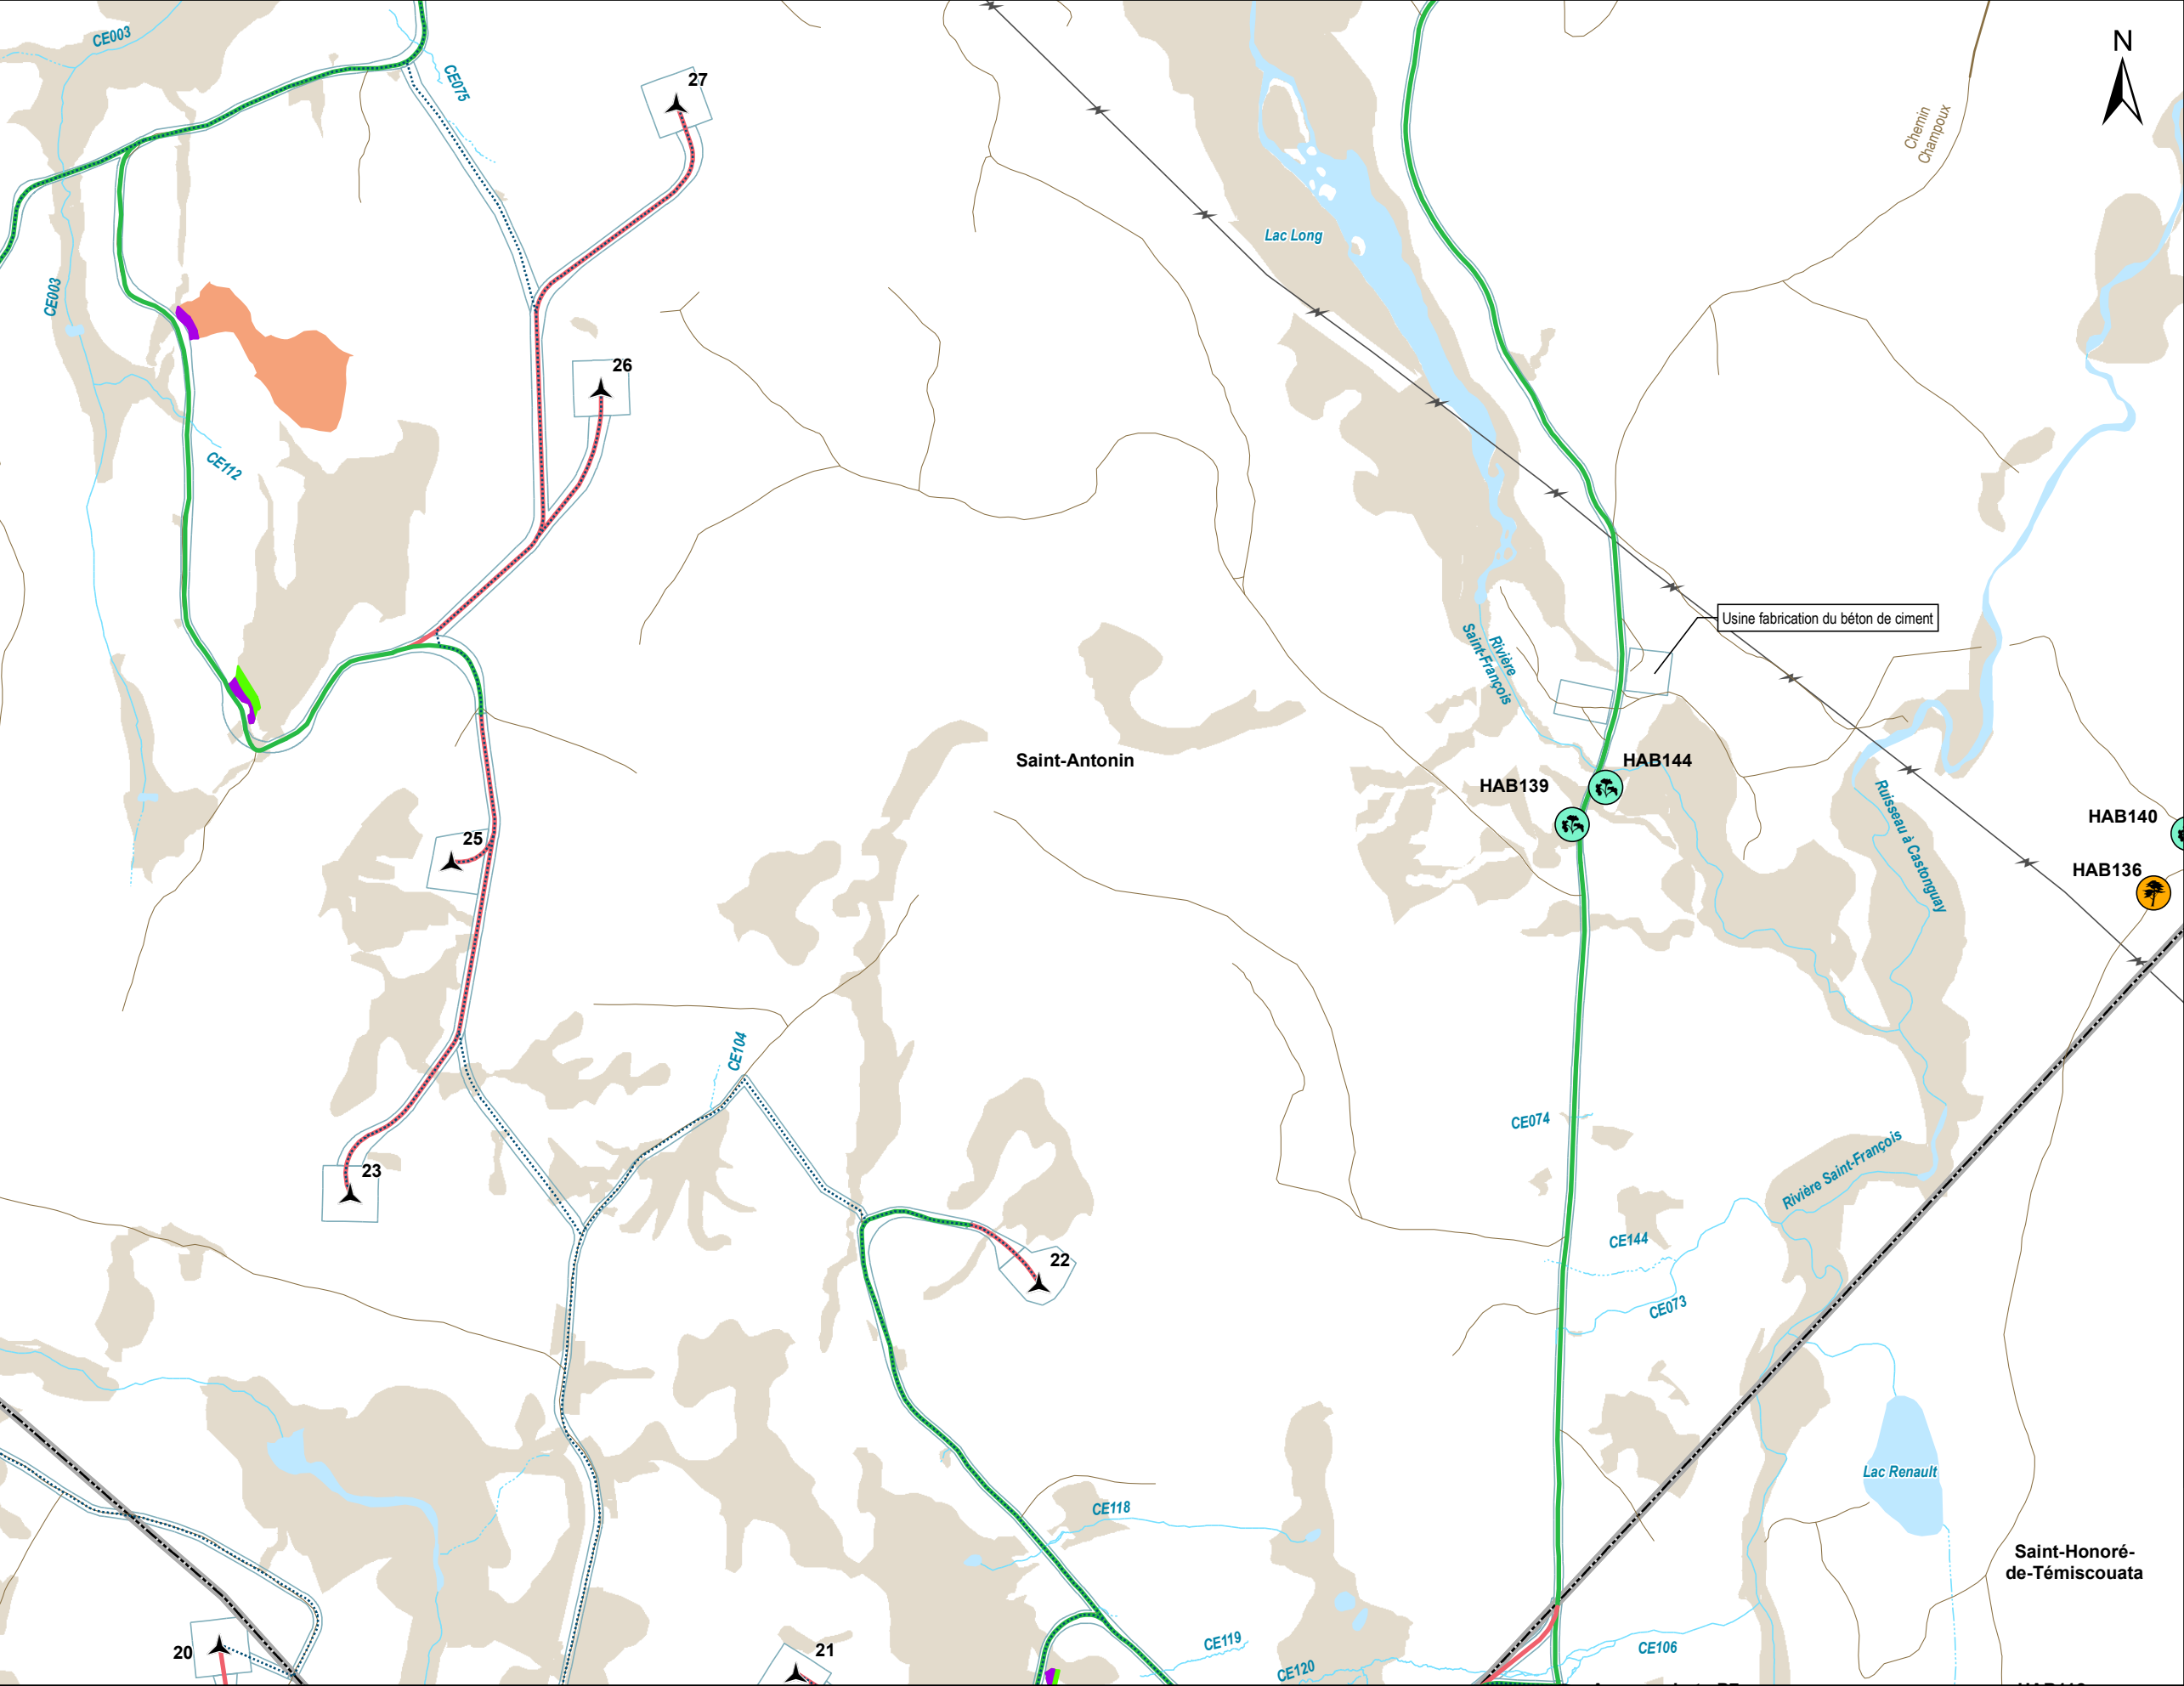 CE003
CE075
27
N
Chemin
Champoux
Lac Long
CE003
26
CE112
Usine fabrication du béton de ciment
Rivière
Saint-François
Saint-Antonin
HAB144
HAB139
Ruisseau à Castonguay
HAB140
HAB136
25
CE104
CE074
23
Rivière Saint-François
CE144
22
CE073
Lac Renault
CE118
Saint-Honoré-
de-Témiscouata
20
21
CE119
CE106
CE120